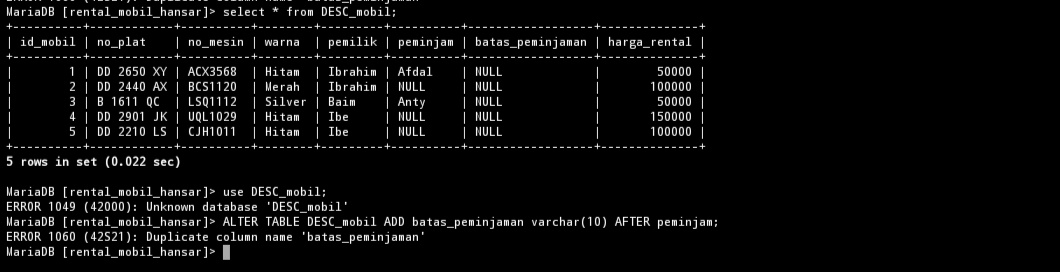 MariaDB [rental_mobil_hansar]> select * from DESC_mobil;
+----------+------------+----------+--------+---------+----------+------------------+--------------+
| id_mobil | no_plat    | no_mesin | warna  | pemilik | peminjam | batas_peminjaman | harga_rental |
+----------+------------+----------+--------+---------+----------+------------------+--------------+
|        1 | DD 2650 XY | ACX3568  | Hitam  | Ibrahim | Afdal    | NULL             |        50000 |
|        2 | DD 2440 AX | BCS1120  | Merah  | Ibrahim | NULL     | NULL             |       100000 |
|        3 | B 1611 QC  | LSQ1112  | Silver | Baim    | Anty     | NULL             |        50000 |
|        4 | DD 2901 JK | UQL1029  | Hitam  | Ibe     | NULL     | NULL             |       150000 |
|        5 | DD 2210 LS | CJH1011  | Hitam  | Ibe     | NULL     | NULL             |       100000 |
+----------+------------+----------+--------+---------+----------+------------------+--------------+
5 rows in set (0.022 sec)
MariaDB [rental_mobil_hansar]> use DESC_mobil;
ERROR 1049 (42000): Unknown database 'DESC_mobil'
MariaDB [rental_mobil_hansar]> ALTER TABLE DESC_mobil ADD batas_peminjaman varchar(10) AFTER peminjam;
ERROR 1060 (42S21): Duplicate column name 'batas_peminjaman'
MariaDB [rental_mobil_hansar]>